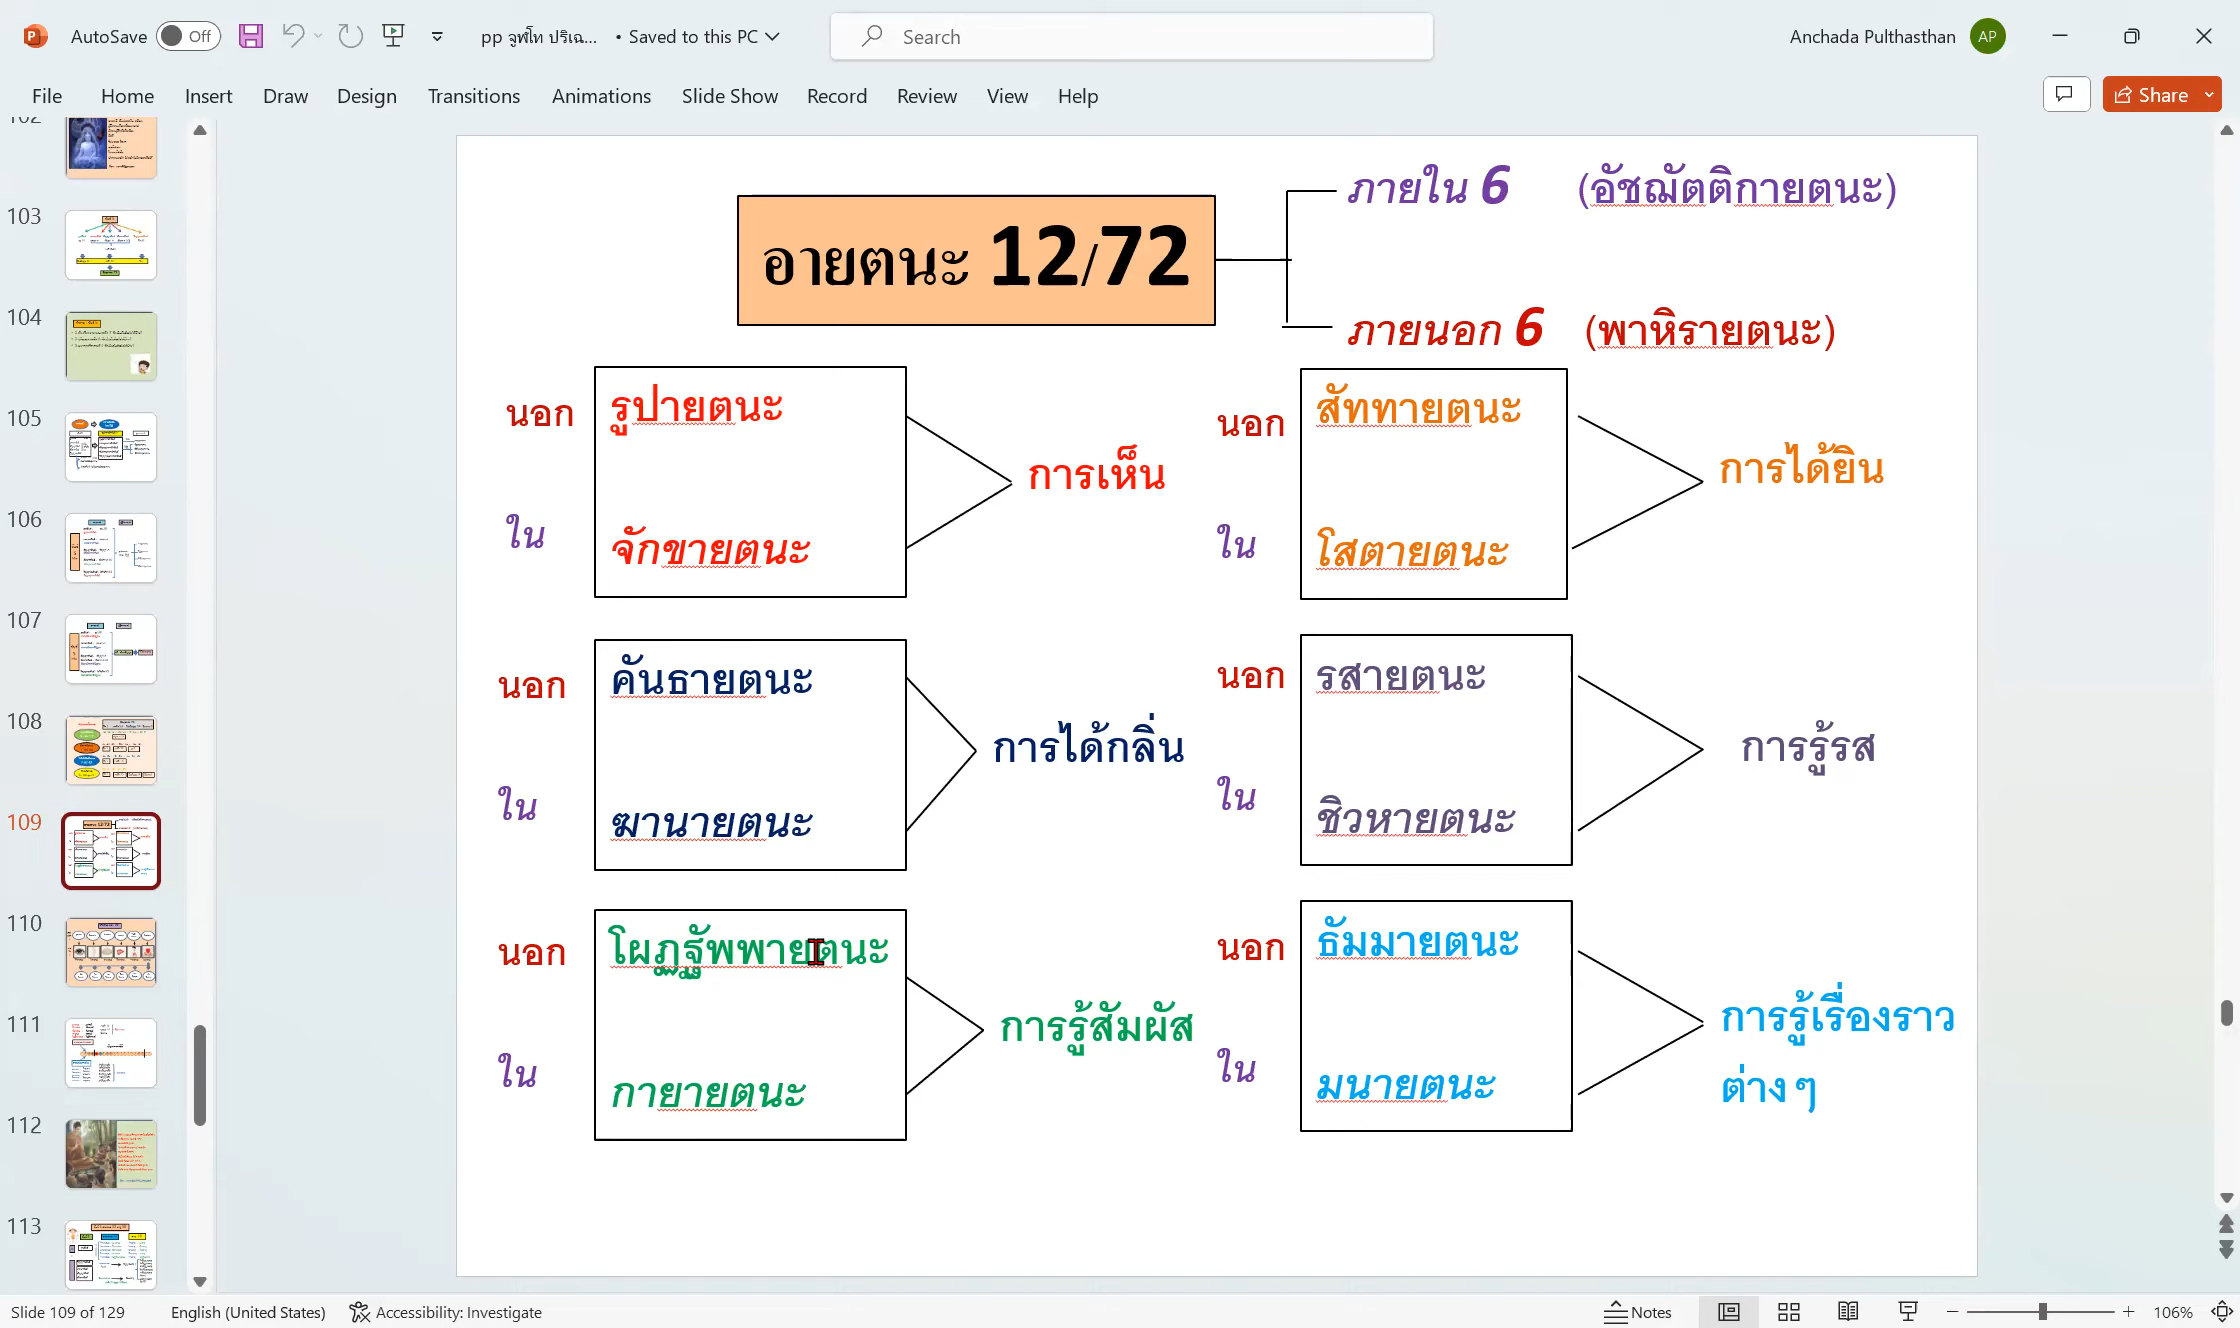 AutoSave Off pp จูฬโท ปริเฉ... • Saved to this PC Search Anchada Pulthasthan AP
File Home Insert Draw Design Transitions Animations Slide Show Record Review View Help Share
102
103
104
105
106
107
108
109
110
111
112
113
ภายใน 6 (อัชฌัตติกายตนะ)
อายตนะ 12/72
ภายนอก 6 (พาหิรายตนะ)
นอก รูปายตนะ
การเห็น
ใน จักขายตนะ
นอก สัททายตนะ
การได้ยิน
ใน โสตายตนะ
นอก คันธายตนะ
การได้กลิ่น
ใน ฆานายตนะ
นอก รสายตนะ
การรู้รส
ใน ชิวหายตนะ
นอก โผฏฐัพพายตนะ
การรู้สัมผัส
ใน กายายตนะ
นอก ธัมมายตนะ
การรู้เรื่องราว
ต่างๆ
ใน มนายตนะ
Slide 109 of 129 English (United States) Accessibility: Investigate Notes 106%